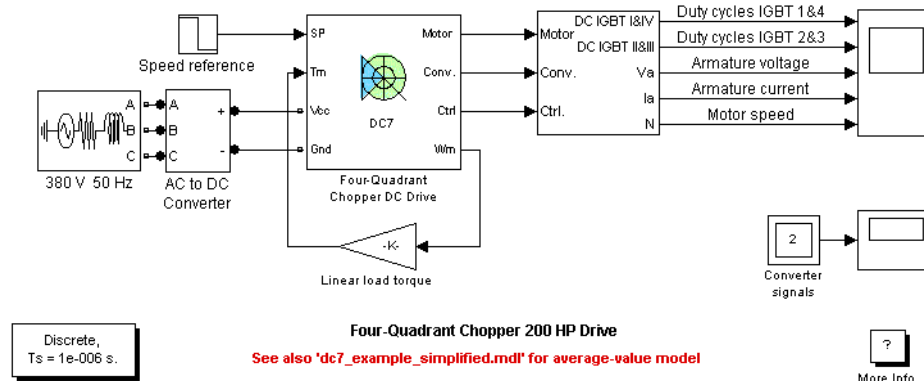 DC IGBT I&IV
Duty cycles IGBT 1&4
SP
Motor
Motor
DC IGBT II&III
Duty cycles IGBT 2&3
Speed reference
Tm
Conv.
Conv.
Va
Armature voltage
A
A
Vcc
DC7
Ctrl
Ctrl.
Ia
Armature current
B
B
+
N
Motor speed
C
C
-
Gnd
Wm
380 V 50 Hz
AC to DC
Converter
Four-Quadrant
Chopper DC Drive
-K-
Linear load torque
2
Converter
signals
Discrete,
Ts = 1e-006 s.
Four-Quadrant Chopper 200 HP Drive
See also 'dc7_example_simplified.mdl' for average-value model
?
More Info